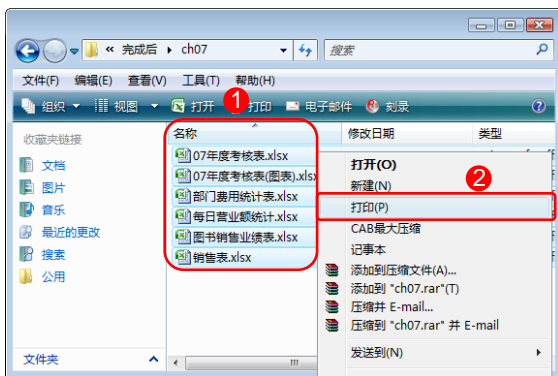 « 完成后 ▸ ch07
搜索
文件(F) 编辑(E) 查看(V) 工具(T) 帮助(H)
组织 视图 打开 打印 电子邮件 刻录
1
收藏夹链接
文档
图片
音乐
最近的更改
搜索
公用
文件夹
名称 修改日期 类型
07年度考核表.xlsx
07年度考核表(图表).xlsx
部门费用统计表.xlsx
每日营业额统计.xlsx
图书销售业绩表.xlsx
销售表.xlsx
打开(O)
2
新建(N)
打印(P)
CAB最大压缩
记事本
添加到压缩文件(A)...
添加到 "ch07.rar"(T)
压缩并 E-mail...
压缩到 "ch07.rar" 并 E-mail
发送到(N)